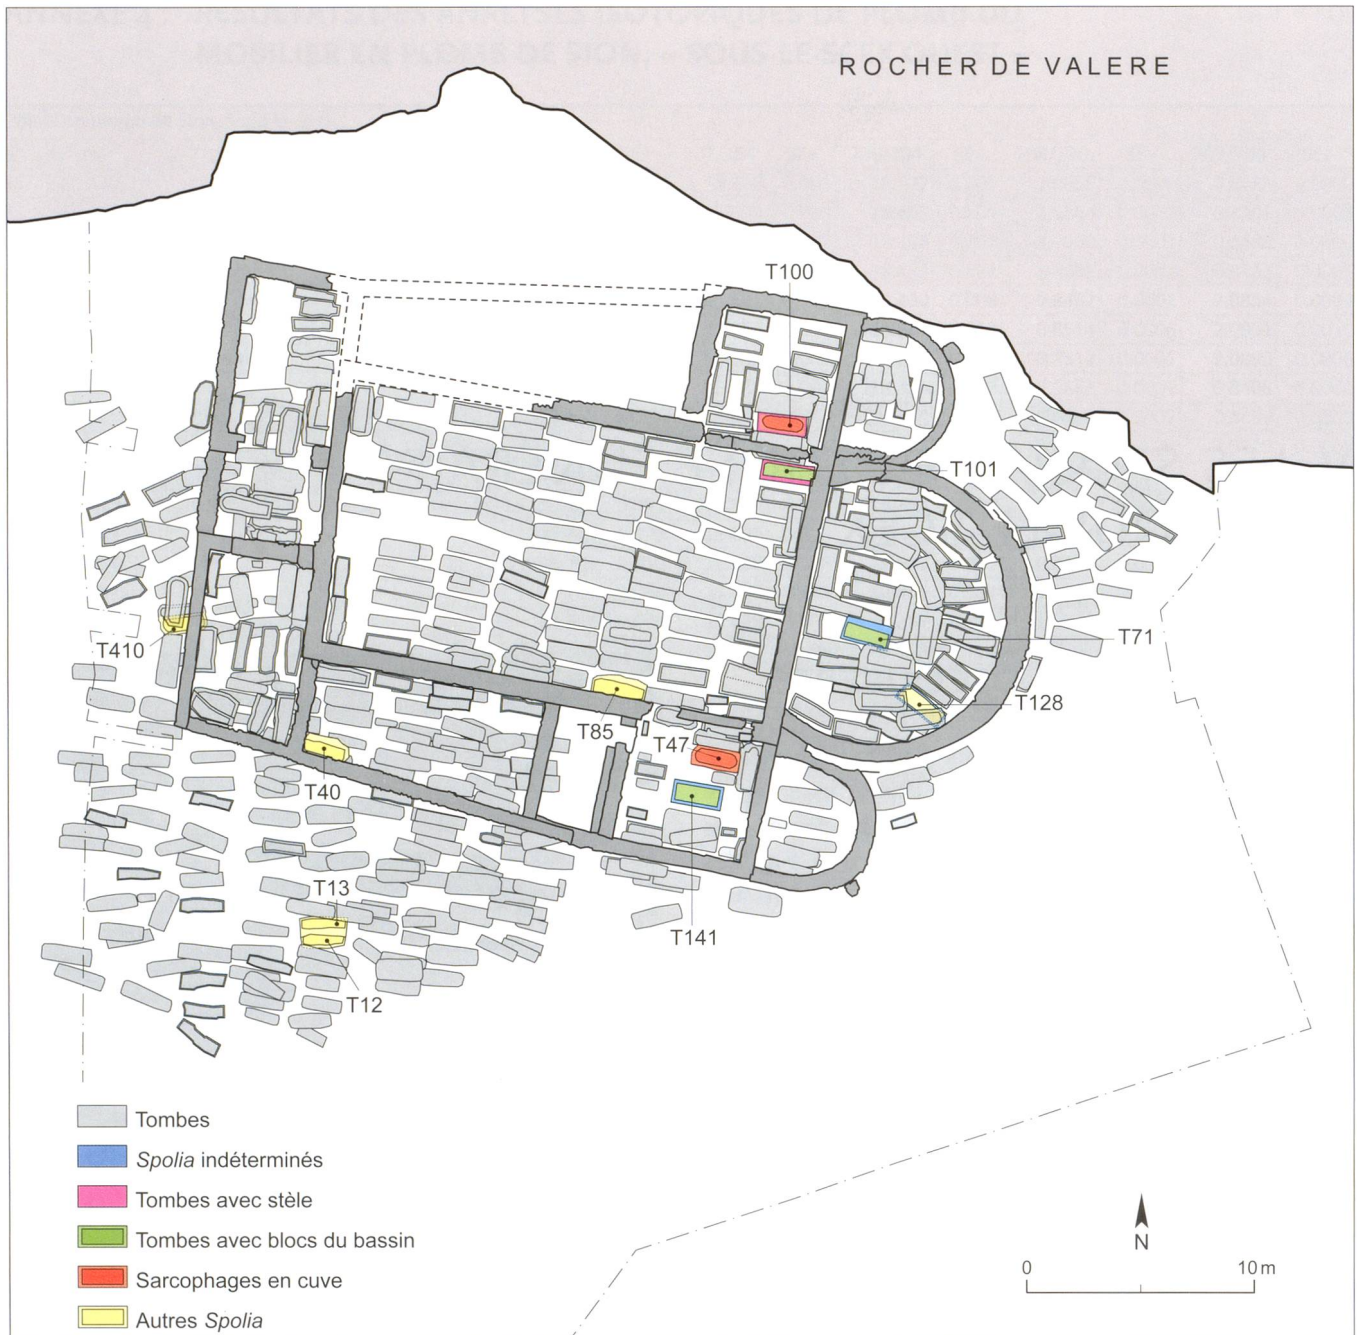 ROCHER DE VALERE
T100
T101
T71
T410
T128
T85
T47
T40
T13
T141
T12
Tombes
Spolia indéterminés
Tombes avec stèle
Tombes avec blocs du bassin
Sarcophages en cuve
Autres Spolia
N
0 10 m